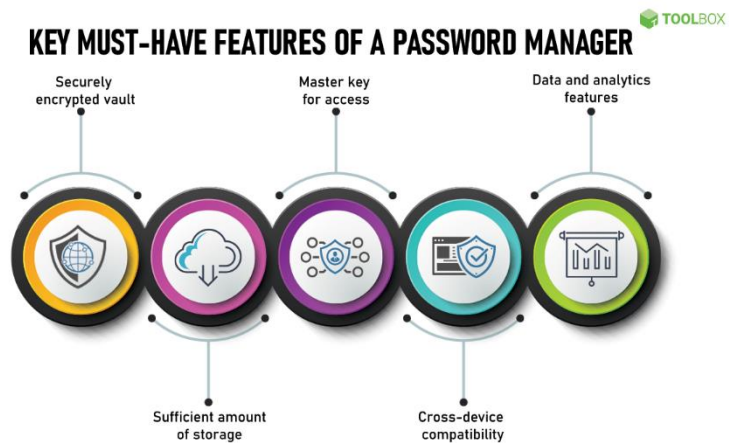 TOOLBOX
KEY MUST-HAVE FEATURES OF A PASSWORD MANAGER
Securely
encrypted vault
Master key
for access
Data and analytics
features
Sufficient amount
of storage
Cross-device
compatibility